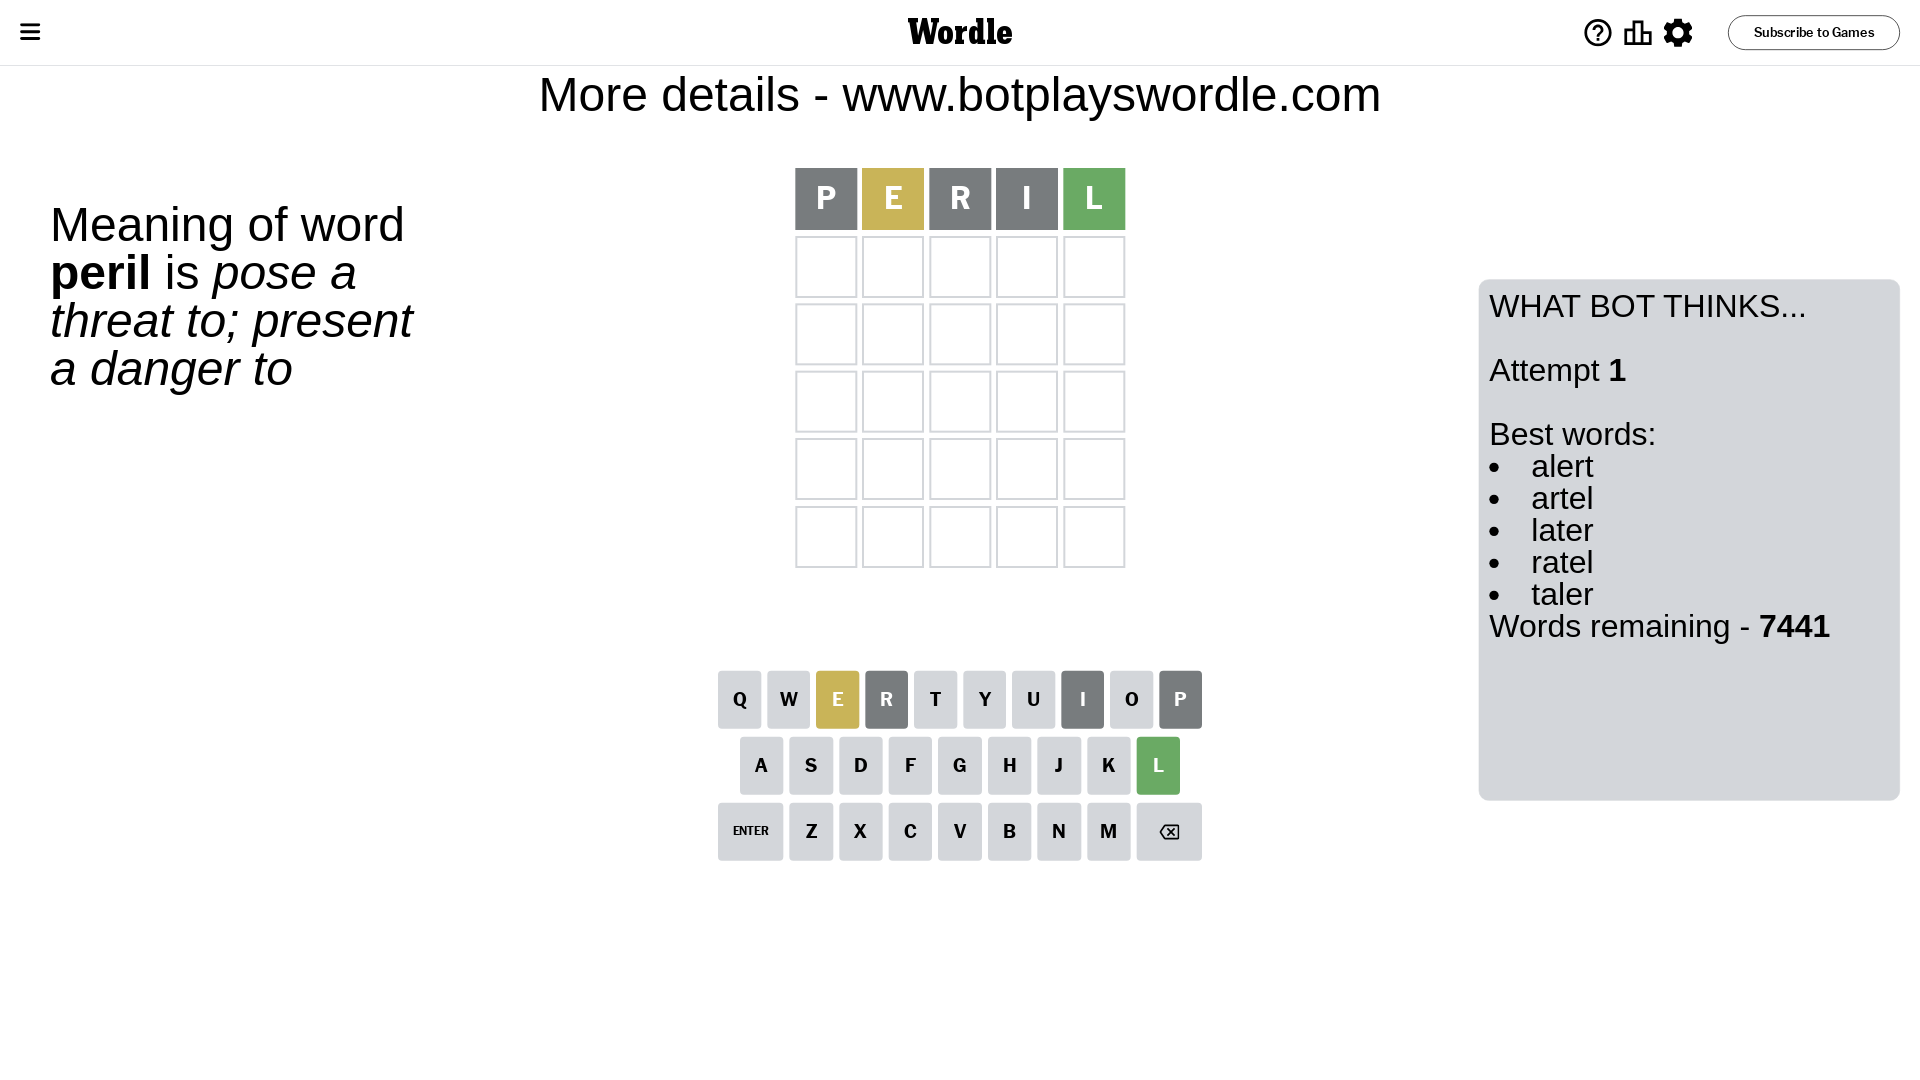 Wordle
Subscribe to Games
More details - www.botplayswordle.com
Meaning of word
peril is pose a
threat to; present
a danger to
P E R I L
WHAT BOT THINKS...
Attempt 1
Best words:
• alert
• artel
• later
• ratel
• taler
Words remaining - 7441
Q W E R T Y U I O P
A S D F G H J K L
ENTER Z X C V B N M